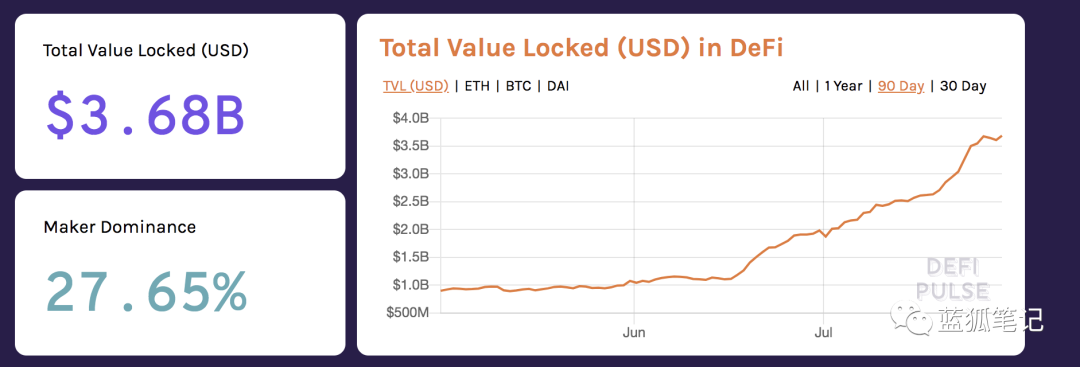 Total Value Locked (USD)
$3.68B
Maker Dominance
27.65%
Total Value Locked (USD) in DeFi
TVL (USD) | ETH | BTC | DAI
All | 1 Year | 90 Day | 30 Day
$4.0B
$3.5B
$3.0B
$2.5B
$2.0B
$1.5B
$1.0B
$500M
Jun
Jul
DEFI
PULSE
蓝狐笔记